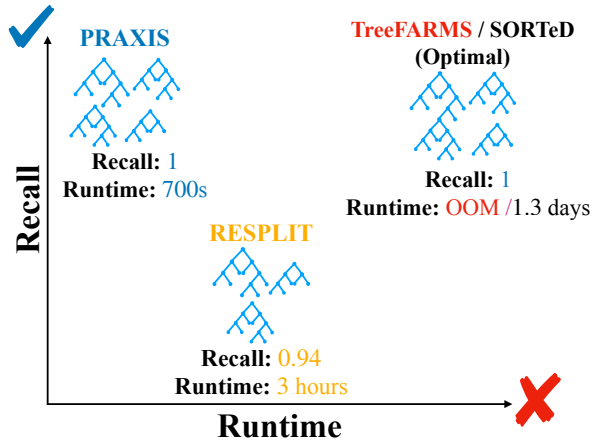 PRAXIS
Recall: 1
Runtime: 700s
TreeFARMS / SORTeD
(Optimal)
Recall: 1
Runtime: OOM /1.3 days
RESPLIT
Recall: 0.94
Runtime: 3 hours
Recall
Runtime